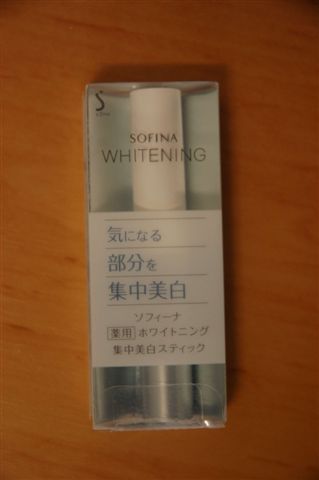 SOFINA
WHITENING
気になる
部分を
集中美白
ソフィーナ
薬用 ホワイトニング
集中美白スティック